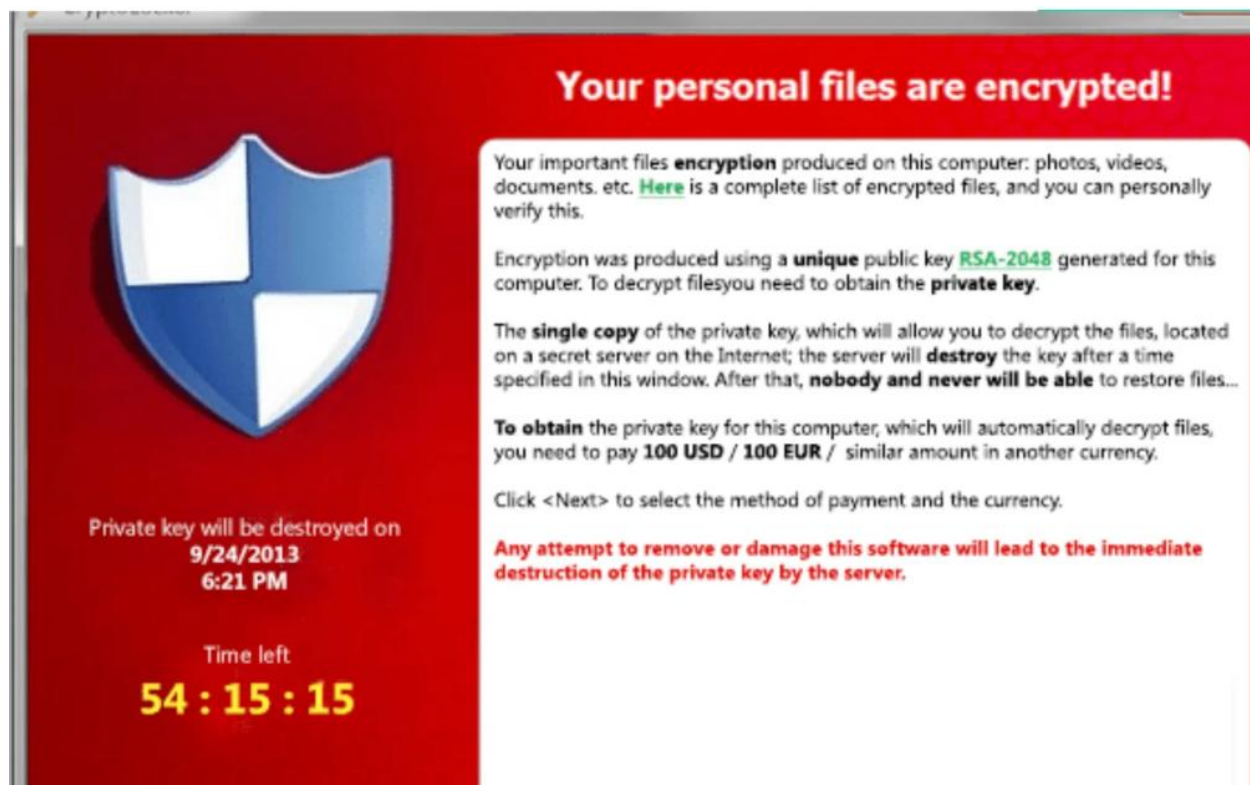 Your personal files are encrypted!
Your important files encryption produced on this computer: photos, videos,
documents. etc. Here is a complete list of encrypted files, and you can personally
verify this.
Encryption was produced using a unique public key RSA-2048 generated for this
computer. To decrypt filesyou need to obtain the private key.
The single copy of the private key, which will allow you to decrypt the files, located
on a secret server on the Internet; the server will destroy the key after a time
specified in this window. After that, nobody and never will be able to restore files...
To obtain the private key for this computer, which will automatically decrypt files,
you need to pay 100 USD / 100 EUR / similar amount in another currency.
Click <Next> to select the method of payment and the currency.
Any attempt to remove or damage this software will lead to the immediate
destruction of the private key by the server.
Private key will be destroyed on
9/24/2013
6:21 PM
Time left
54 : 15 : 15